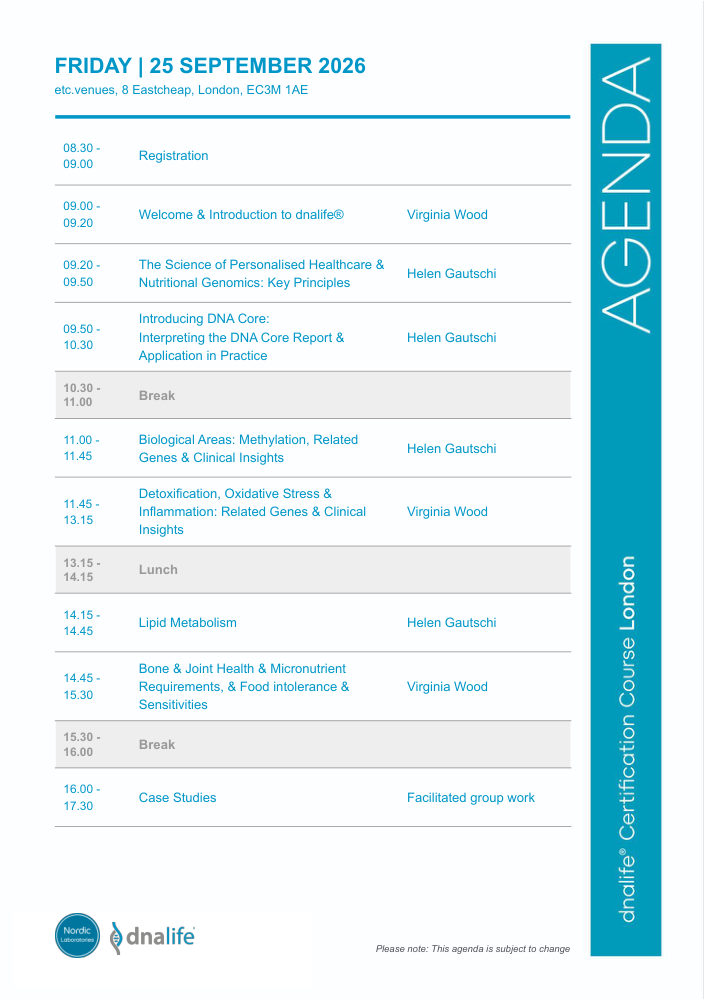 FRIDAY | 25 SEPTEMBER 2026
etc.venues, 8 Eastcheap, London, EC3M 1AE
08.30 -
09.00
Registration
09.00 -
09.20
Welcome & Introduction to dnalife®
Virginia Wood
09.20 -
09.50
The Science of Personalised Healthcare &
Nutritional Genomics: Key Principles
Helen Gautschi
09.50 -
10.30
Introducing DNA Core:
Interpreting the DNA Core Report &
Application in Practice
Helen Gautschi
10.30 -
11.00
Break
11.00 -
11.45
Biological Areas: Methylation, Related
Genes & Clinical Insights
Helen Gautschi
11.45 -
13.15
Detoxification, Oxidative Stress &
Inflammation: Related Genes & Clinical
Insights
Virginia Wood
13.15 -
14.15
Lunch
14.15 -
14.45
Lipid Metabolism
Helen Gautschi
14.45 -
15.30
Bone & Joint Health & Micronutrient
Requirements, & Food intolerance &
Sensitivities
Virginia Wood
15.30 -
16.00
Break
16.00 -
17.30
Case Studies
Facilitated group work
Nordic
Laboratories
dnalife
Please note: This agenda is subject to change
AGENDA
dnalife® Certification Course London